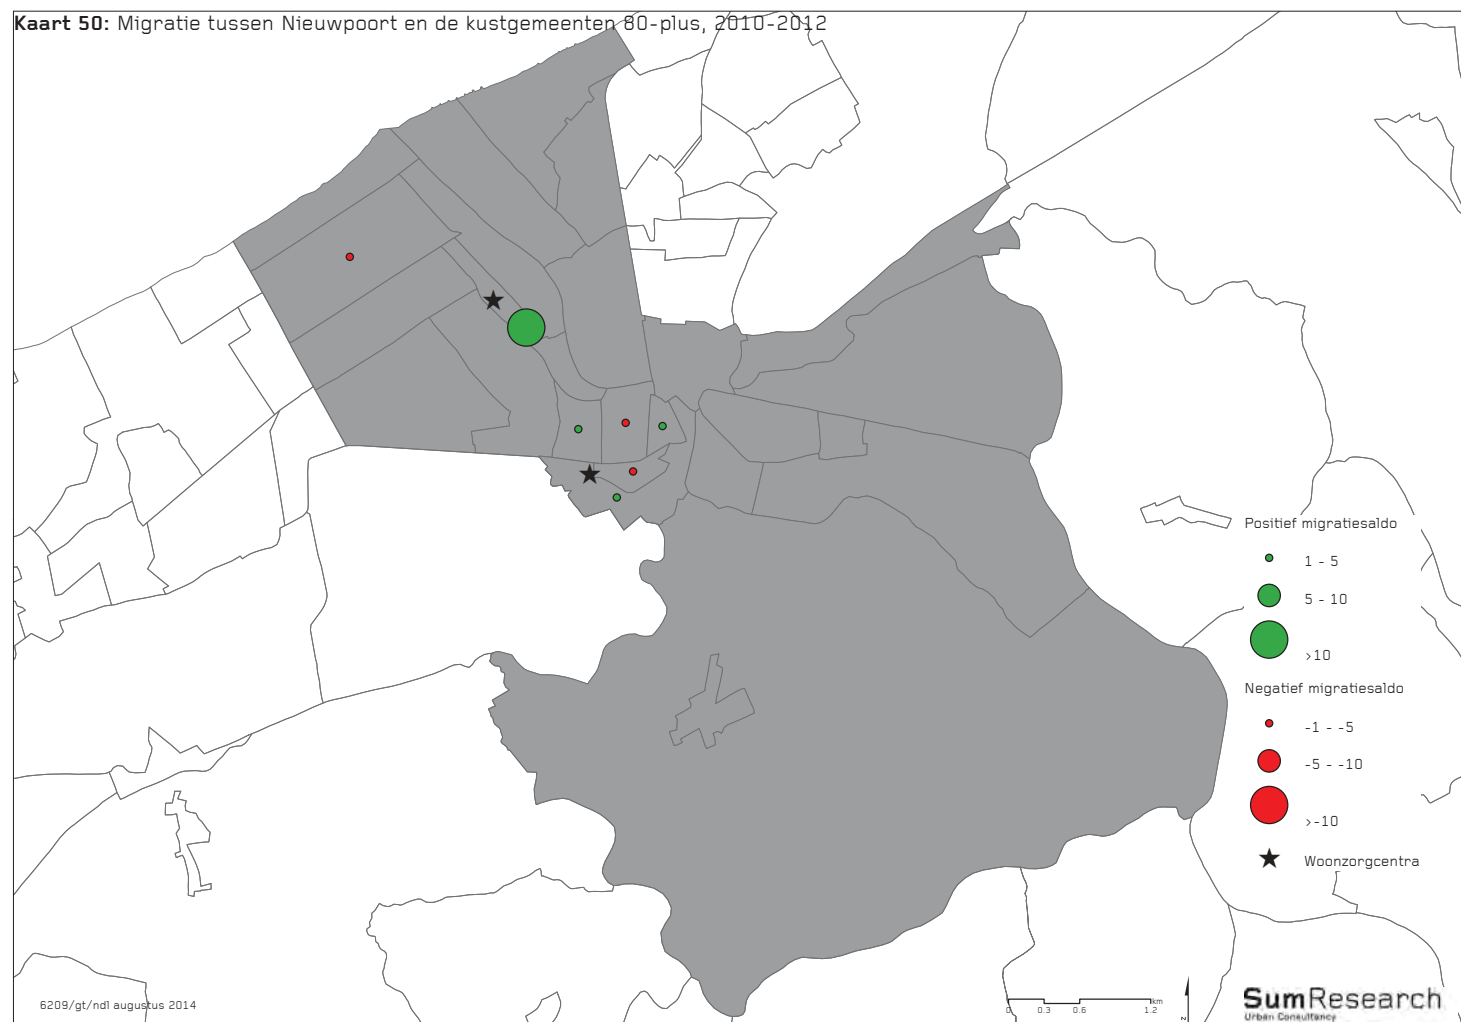 Kaart 50: Migratie tussen Nieuwpoort en de kustgemeenten 80-plus, 2010-2012
Positief migratiesaldo
1 - 5
5 - 10
>10
Negatief migratiesaldo
-1 - -5
-5 - -10
>-10
Woonzorgcentra
6209/gt/ndl augustus 2014
km
0 0.3 0.6 1.2
z
SumResearch
Urban Consultancy